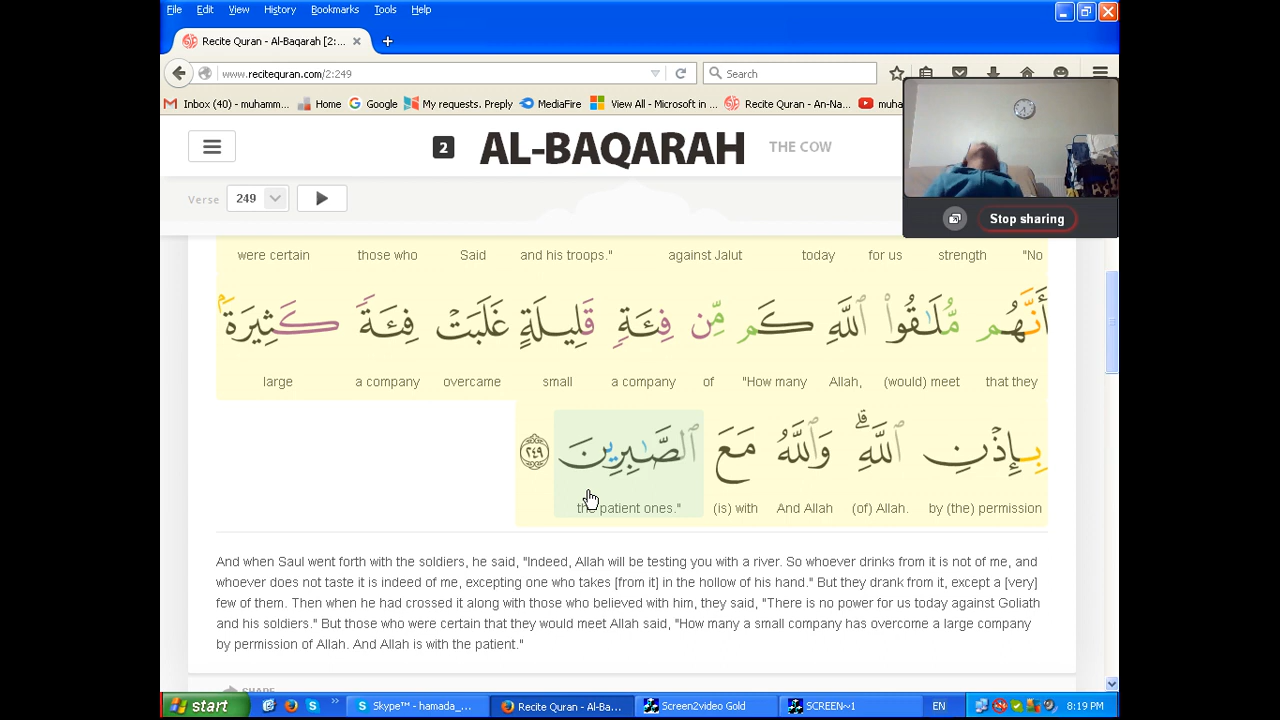 File Edit View History Bookmarks Tools Help
Recite Quran - Al-Baqarah [2:...
www.recitequran.com/2:249 Search
Inbox (40) - muhamm... Home Google My requests. Preply MediaFire View All - Microsoft in ... Recite Quran - An-Na... muha
2 AL-BAQARAH THE COW
Verse 249
Stop sharing
were certain those who Said and his troops." against Jalut today for us strength "No
أَنَّهُم مُّلَٰقُوا۟ ٱللَّهِ كَم مِّن فِئَةٍ قَلِيلَةٍ غَلَبَتْ فِئَةً كَثِيرَةًۢ
large a company overcame small a company of "How many Allah, (would) meet that they
بِإِذْنِ ٱللَّهِ ۗ وَٱللَّهُ مَعَ ٱلصَّٰبِرِينَ ٢٤٩
the patient ones." (is) with And Allah (of) Allah. by (the) permission
And when Saul went forth with the soldiers, he said, "Indeed, Allah will be testing you with a river. So whoever drinks from it is not of me, and
whoever does not taste it is indeed of me, excepting one who takes [from it] in the hollow of his hand." But they drank from it, except a [very]
few of them. Then when he had crossed it along with those who believed with him, they said, "There is no power for us today against Goliath
and his soldiers." But those who were certain that they would meet Allah said, "How many a small company has overcome a large company
by permission of Allah. And Allah is with the patient."
SHARE
start Skype™ - hamada_... Recite Quran - Al-Ba... Screen2video Gold SCREEN~1 EN 8:19 PM